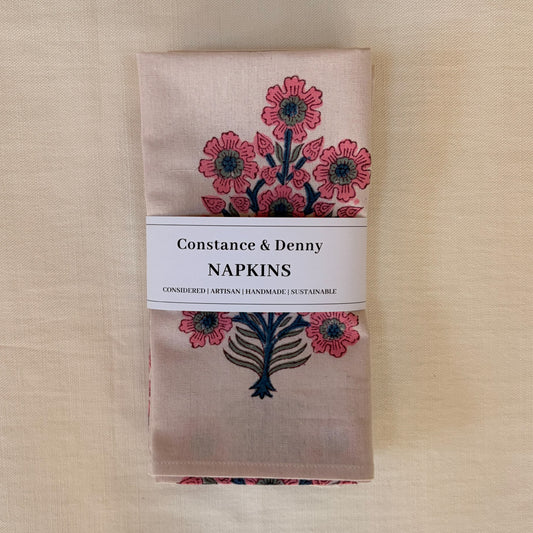 Constance & Denny
NAPKINS
CONSIDERED | ARTISAN | HANDMADE | SUSTAINABLE